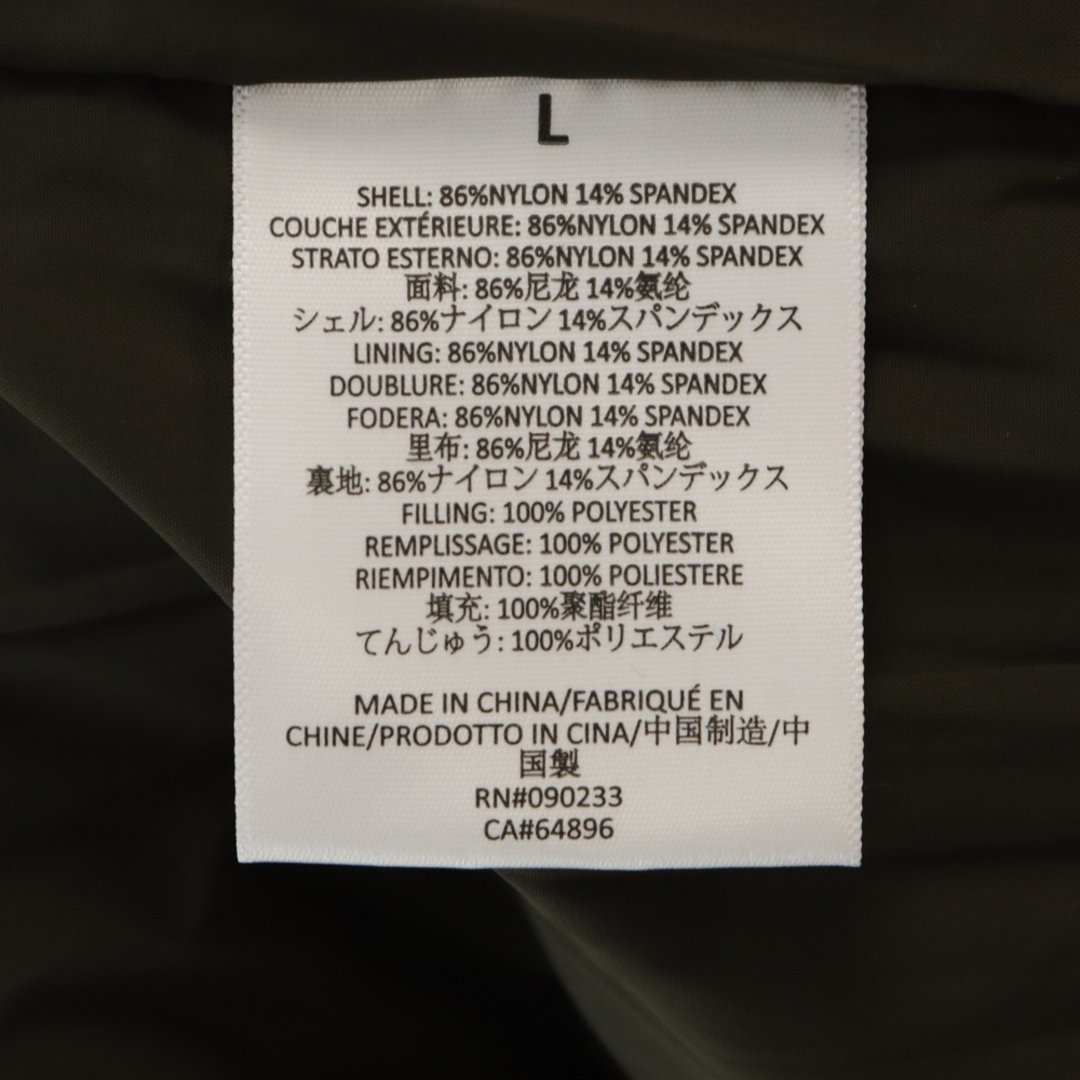 L
SHELL: 86%NYLON 14% SPANDEX
COUCHE EXTÉRIEURE: 86%NYLON 14% SPANDEX
STRATO ESTERNO: 86%NYLON 14% SPANDEX
面料: 86%尼龙 14%氨纶
シェル: 86%ナイロン 14%スパンデックス
LINING: 86%NYLON 14% SPANDEX
DOUBLURE: 86%NYLON 14% SPANDEX
FODERA: 86%NYLON 14% SPANDEX
里布: 86%尼龙 14%氨纶
裏地: 86%ナイロン 14%スパンデックス
FILLING: 100% POLYESTER
REMPLISSAGE: 100% POLYESTER
RIEMPIMENTO: 100% POLIESTERE
填充: 100%聚酯纤维
てんじゅう: 100%ポリエステル
MADE IN CHINA/FABRIQUÉ EN
CHINE/PRODOTTO IN CINA/中国制造/中
国製
RN#090233
CA#64896